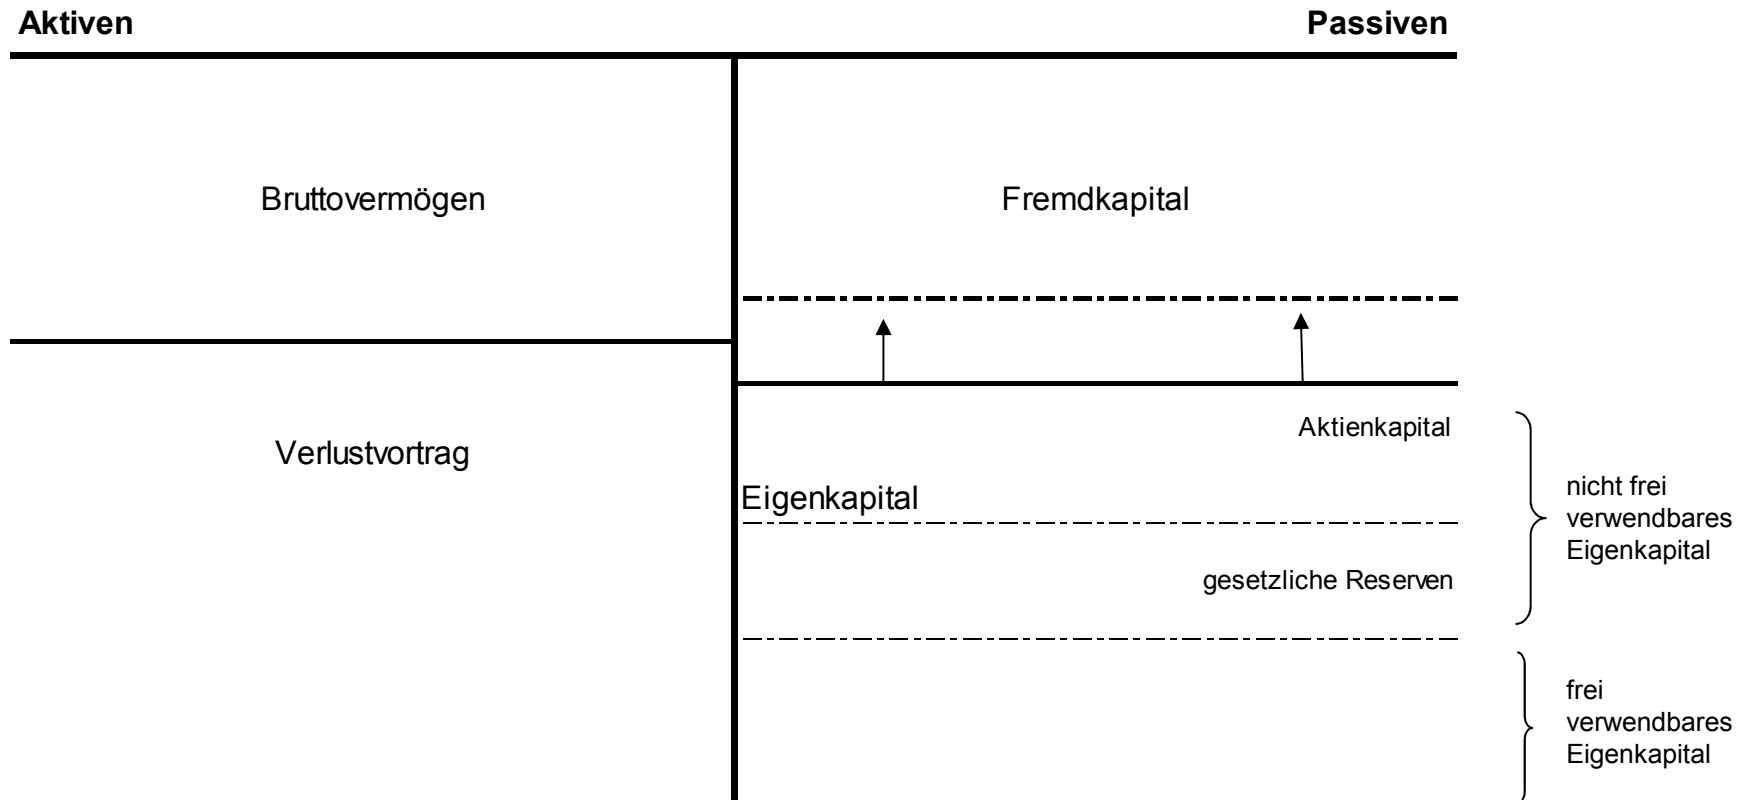 Aktiven
Passiven
Bruttovermögen
Fremdkapital
Aktienkapital
Verlustvortrag
Eigenkapital
nicht frei
verwendbares
Eigenkapital
gesetzliche Reserven
frei
verwendbares
Eigenkapital